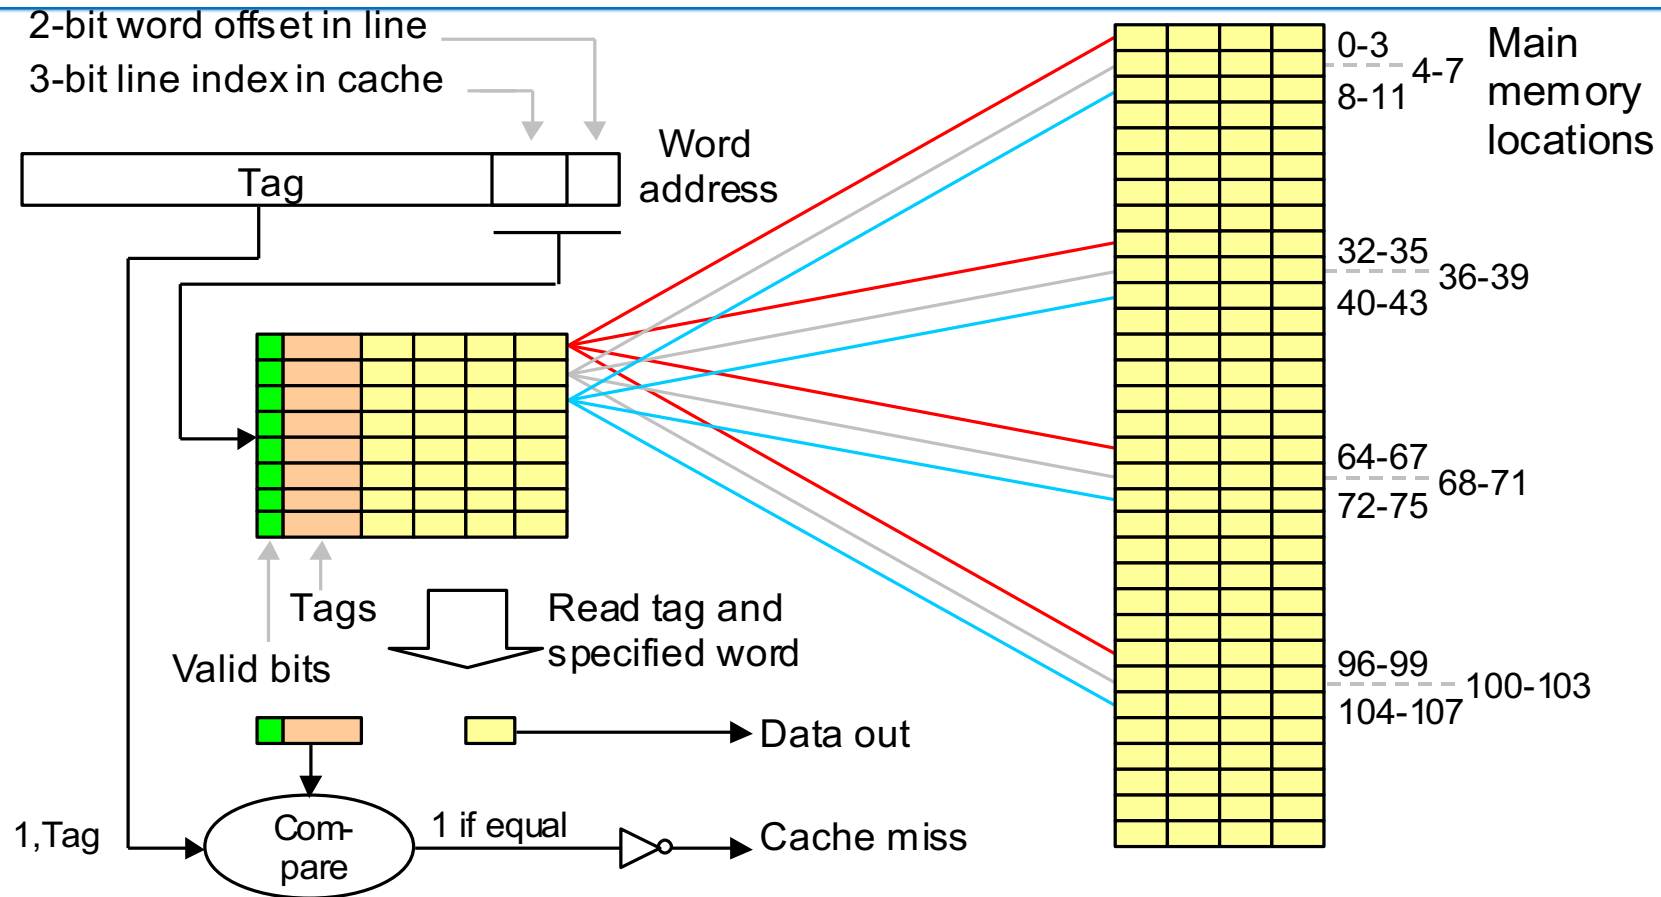 2-bit word offset in line
3-bit line index in cache
Tag
Word
address
Tags
Valid bits
Read tag and
specified word
Data out
1,Tag
Com-
pare
1 if equal
Cache miss
0-3
4-7
8-11
Main
memory
locations
32-35
36-39
40-43
64-67
68-71
72-75
96-99
100-103
104-107